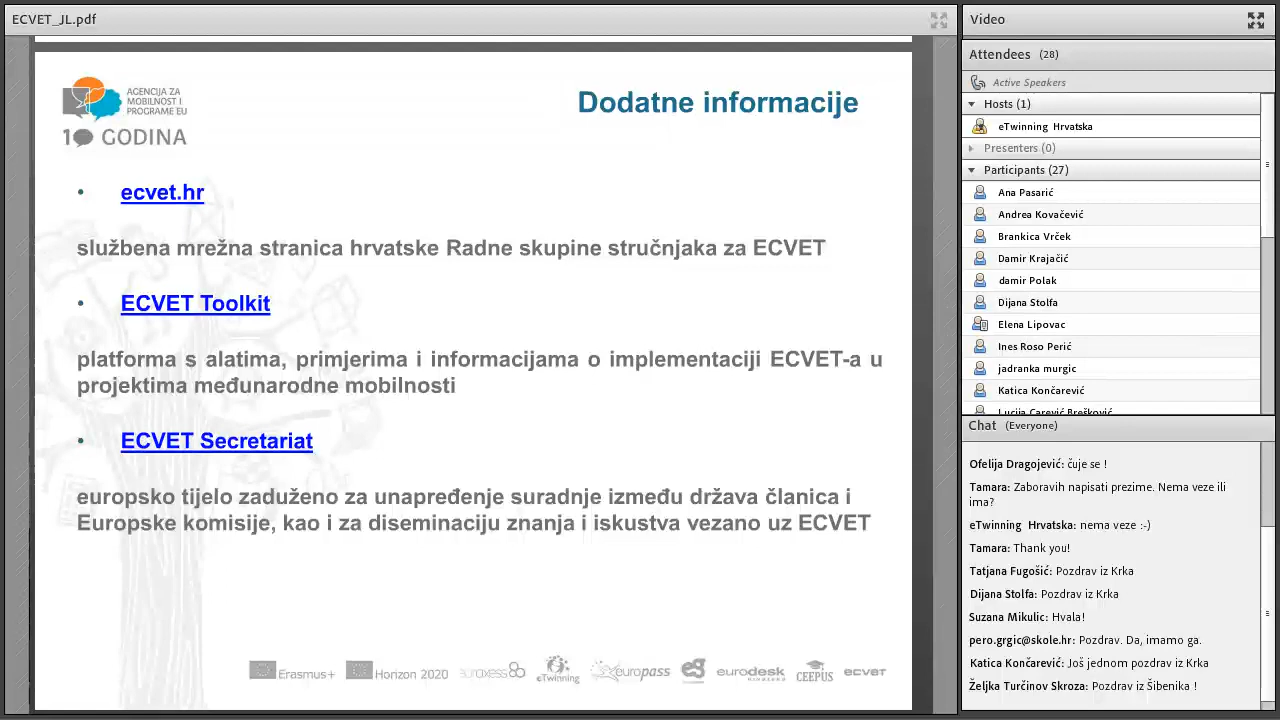 ECVET_JL.pdf
AGENCIJA ZA
MOBILNOST I
PROGRAME EU
10 GODINA
Dodatne informacije
• ecvet.hr
službena mrežna stranica hrvatske Radne skupine stručnjaka za ECVET
• ECVET Toolkit
platforma s alatima, primjerima i informacijama o implementaciji ECVET-a u
projektima međunarodne mobilnosti
• ECVET Secretariat
europsko tijelo zaduženo za unapređenje suradnje između država članica i
Europske komisije, kao i za diseminaciju znanja i iskustva vezano uz ECVET
Erasmus+ Horizon 2020 euraxess eTwinning europass eurodesk CEEPUS ecvet
Video
Attendees (28)
Active Speakers
Hosts (1)
eTwinning Hrvatska
Presenters (0)
Participants (27)
Ana Pasarić
Andrea Kovačević
Brankica Vrček
Damir Krajačić
damir Polak
Dijana Stolfa
Elena Lipovac
Ines Roso Perić
jadranka murgic
Katica Končarević
Lucija Carević Brešković
Chat (Everyone)
Ofelija Dragojević: čuje se !
Tamara: Zaboravih napisati prezime. Nema veze ili
ima?
eTwinning Hrvatska: nema veze :-)
Tamara: Thank you!
Tatjana Fugošić: Pozdrav iz Krka
Dijana Stolfa: Pozdrav iz Krka
Suzana Mikulic: Hvala!
pero.grgic@skole.hr: Pozdrav. Da, imamo ga.
Katica Končarević: Još jednom pozdrav iz Krka
Željka Turčinov Skroza: Pozdrav iz Šibenika !